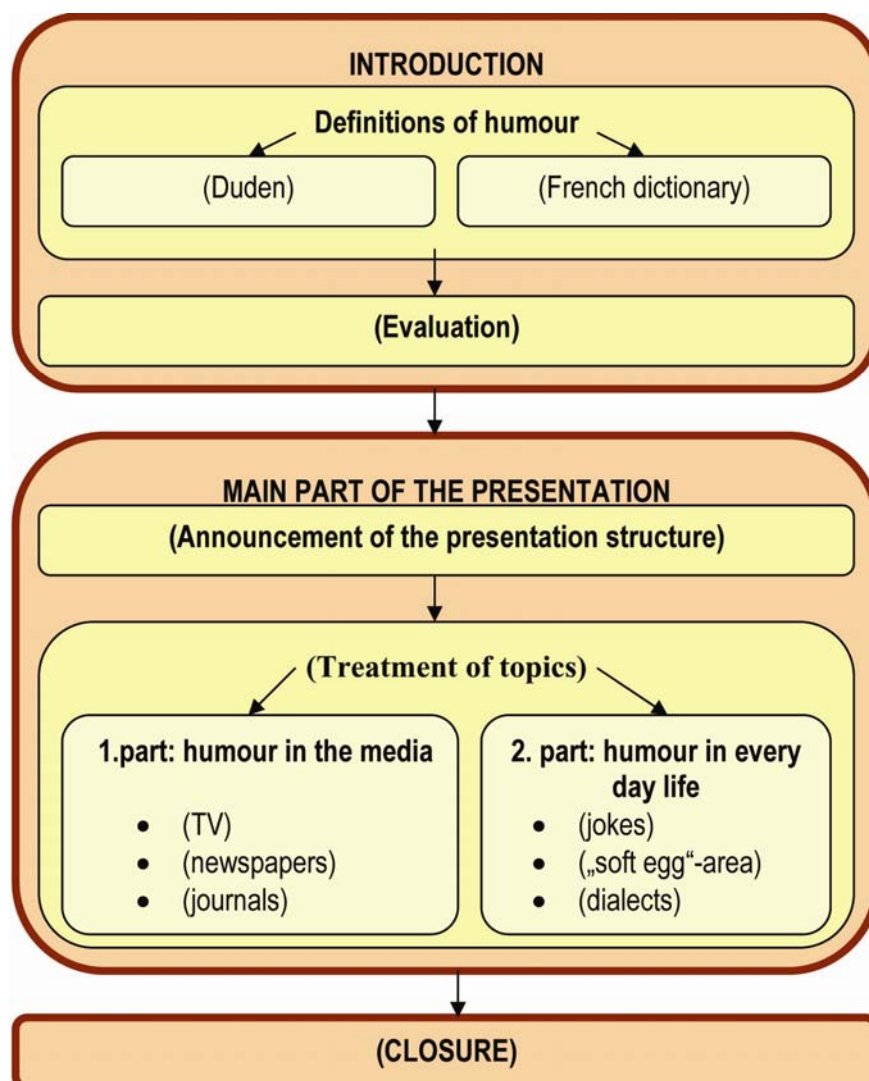 INTRODUCTION
Definitions of humour
(Duden)
(French dictionary)
(Evaluation)
MAIN PART OF THE PRESENTATION
(Announcement of the presentation structure)
(Treatment of topics)
1.part: humour in the media
• (TV)
• (newspapers)
• (journals)
2. part: humour in every
day life
• (jokes)
• („soft egg“-area)
• (dialects)
(CLOSURE)